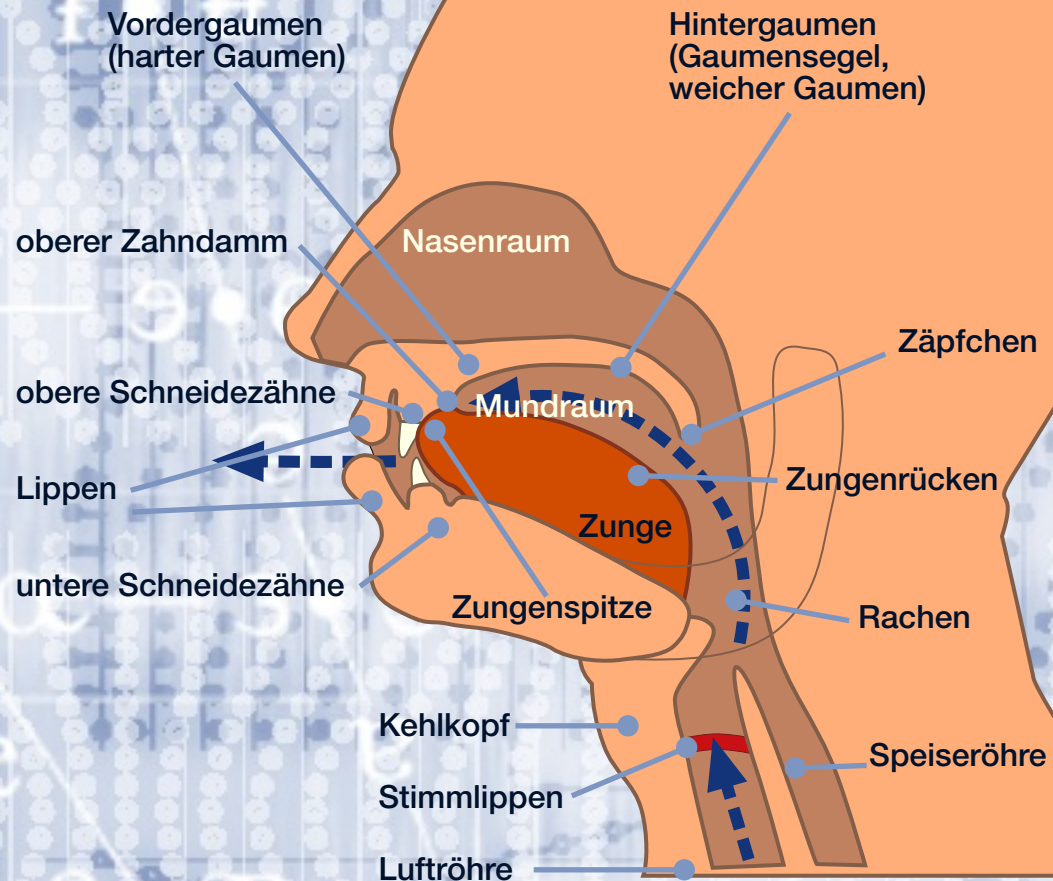 Vordergaumen
(harter Gaumen)
Hintergaumen
(Gaumensegel,
weicher Gaumen)
oberer Zahndamm
Nasenraum
Zäpfchen
obere Schneidezähne
Mundraum
Lippen
Zungenrücken
Zunge
untere Schneidezähne
Zungenspitze
Rachen
Kehlkopf
Speiseröhre
Stimmlippen
Luftröhre